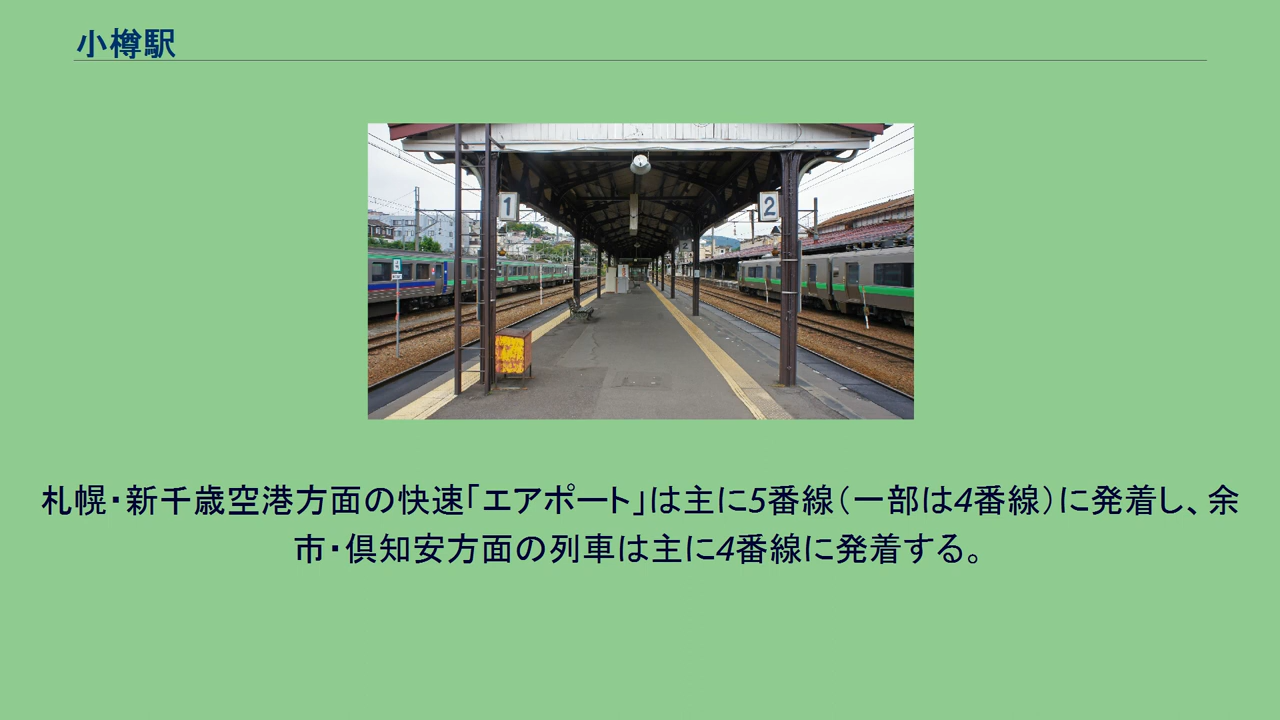 小樽駅
1
2
札幌・新千歳空港方面の快速｢エアポート｣は主に5番線（一部は4番線）に発着し、余
市・倶知安方面の列車は主に4番線に発着する。